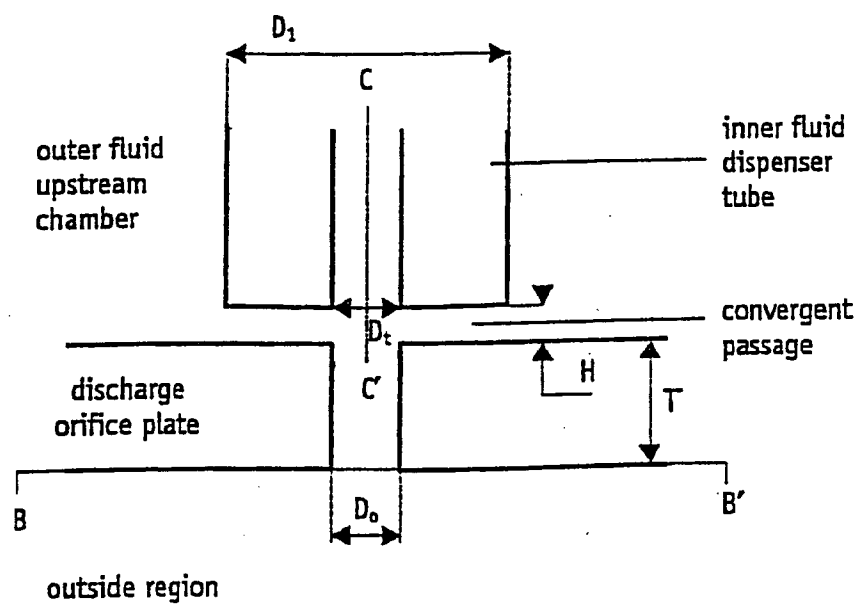 D₁
C
outer fluid
upstream
chamber
inner fluid
dispenser
tube
Dₜ
convergent
passage
C′
H
T
discharge
orifice plate
B
Dₒ
B′
outside region